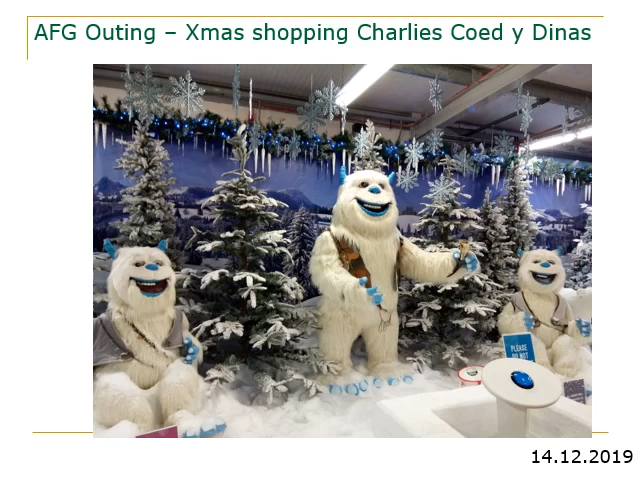 AFG Outing – Xmas shopping Charlies Coed y Dinas
PLEASE
DO NOT
14.12.2019